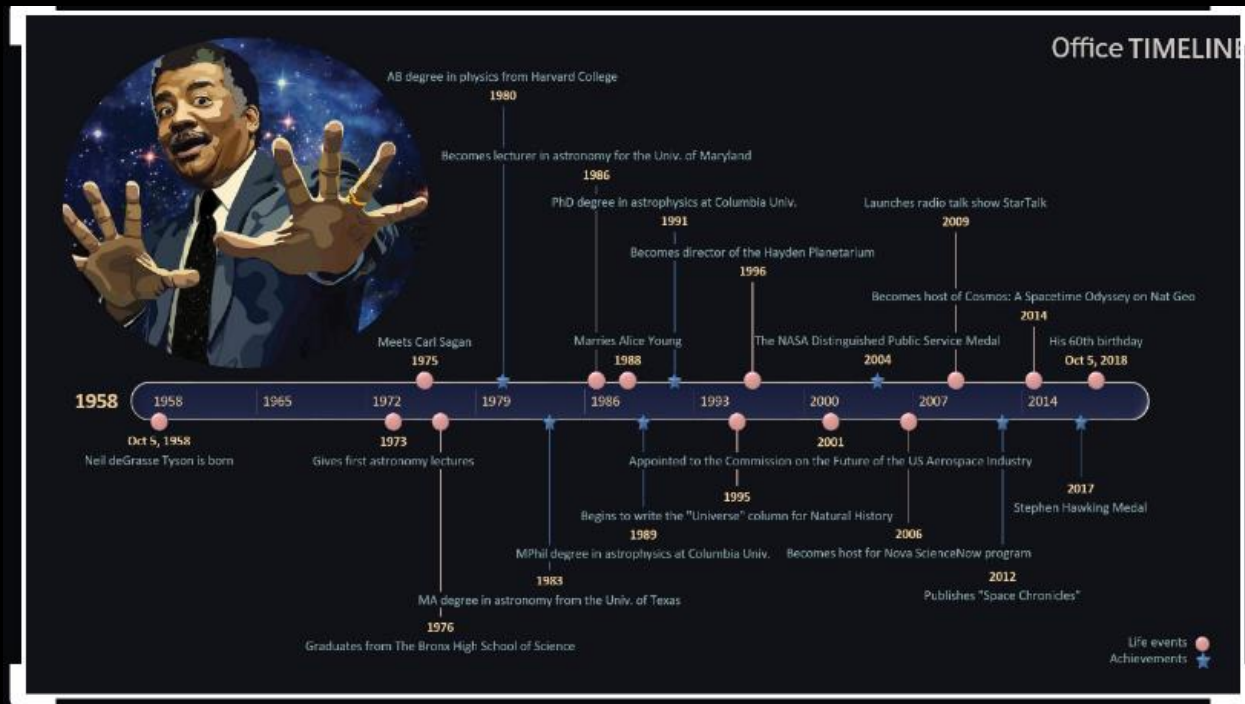 Office TIMELINE
AB degree in physics from Harvard College
1980
Becomes lecturer in astronomy for the Univ. of Maryland
1986
PhD degree in astrophysics at Columbia Univ.
1991
Launches radio talk show StarTalk
2009
Becomes director of the Hayden Planetarium
1996
Becomes host of Cosmos: A Spacetime Odyssey on Nat Geo
2014
Meets Carl Sagan
1975
Marries Alice Young
1988
The NASA Distinguished Public Service Medal
2004
His 60th birthday
Oct 5, 2018
1958
1958 1965 1972 1979 1986 1993 2000 2007 2014
Oct 5, 1958
Neil deGrasse Tyson is born
1973
Gives first astronomy lectures
2001
Appointed to the Commission on the Future of the US Aerospace Industry
1995
Begins to write the "Universe" column for Natural History
2017
Stephen Hawking Medal
1989
MPhil degree in astrophysics at Columbia Univ.
2006
Becomes host for Nova ScienceNow program
1983
MA degree in astronomy from the Univ. of Texas
2012
Publishes "Space Chronicles"
1976
Graduates from The Bronx High School of Science
Life events
Achievements